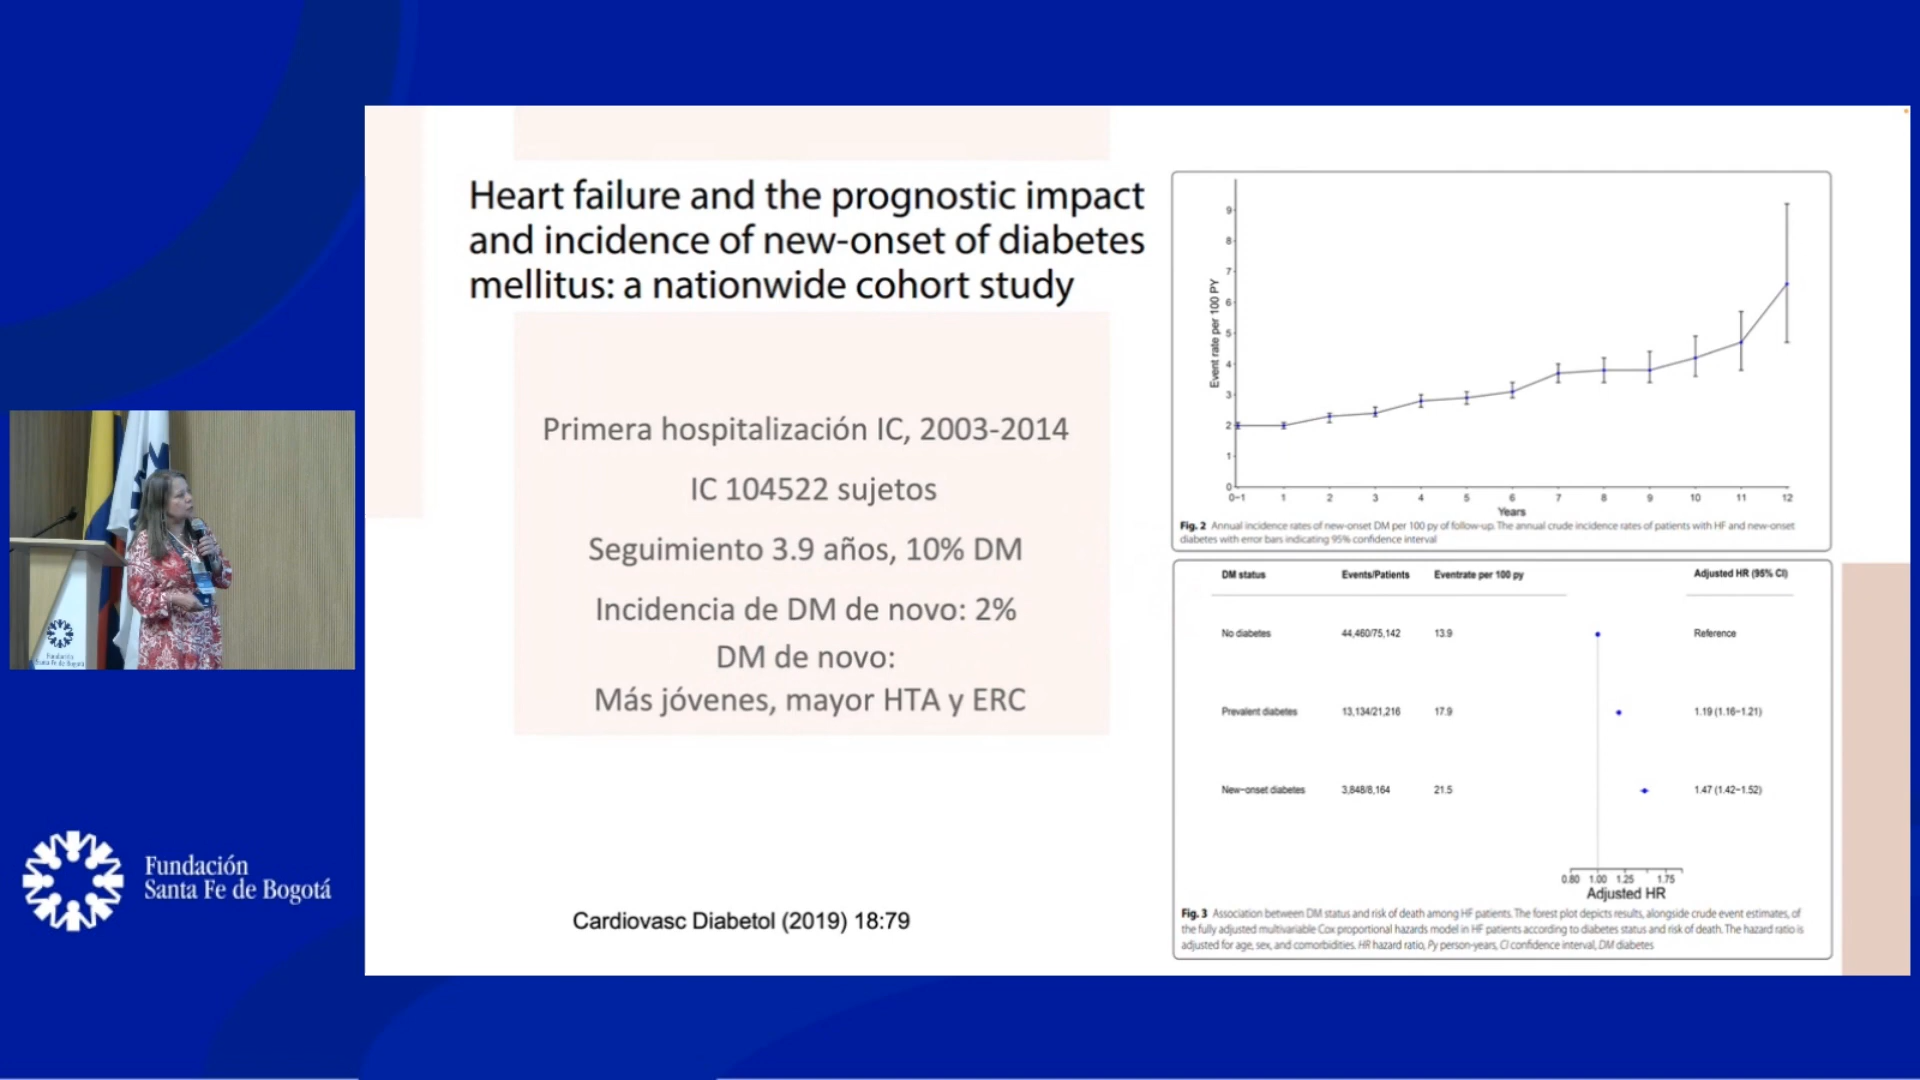 Heart failure and the prognostic impact
and incidence of new-onset of diabetes
mellitus: a nationwide cohort study
Primera hospitalización IC, 2003-2014
IC 104522 sujetos
Seguimiento 3.9 años, 10% DM
Incidencia de DM de novo: 2%
DM de novo:
Más jóvenes, mayor HTA y ERC
Cardiovasc Diabetol (2019) 18:79
Event rate per 100 PY
9
8
7
6
5
4
3
2
1
0
0-1 1 2 3 4 5 6 7 8 9 10 11 12
Years
Fig. 2 Annual incidence rates of new-onset DM per 100 py of follow-up. The annual crude incidence rates of patients with HF and new-onset
diabetes with error bars indicating 95% confidence interval
DM status Events/Patients Eventrate per 100 py Adjusted HR (95% CI)
No diabetes 44,460/75,142 13.9 Reference
Prevalent diabetes 13,134/21,216 17.9 1.19 (1.16-1.21)
New-onset diabetes 3,848/8,164 21.5 1.47 (1.42-1.52)
0.80 1.00 1.25 1.75
Adjusted HR
Fig. 3 Association between DM status and risk of death among HF patients. The forest plot depicts results, alongside crude event estimates, of
the fully adjusted multivariable Cox proportional hazards model in HF patients according to diabetes status and risk of death. The hazard ratio is
adjusted for age, sex, and comorbidities. HR hazard ratio, Py person-years, CI confidence interval, DM diabetes
Fundación
Santa Fe de Bogotá
Fundación
Santa Fe de Bogotá